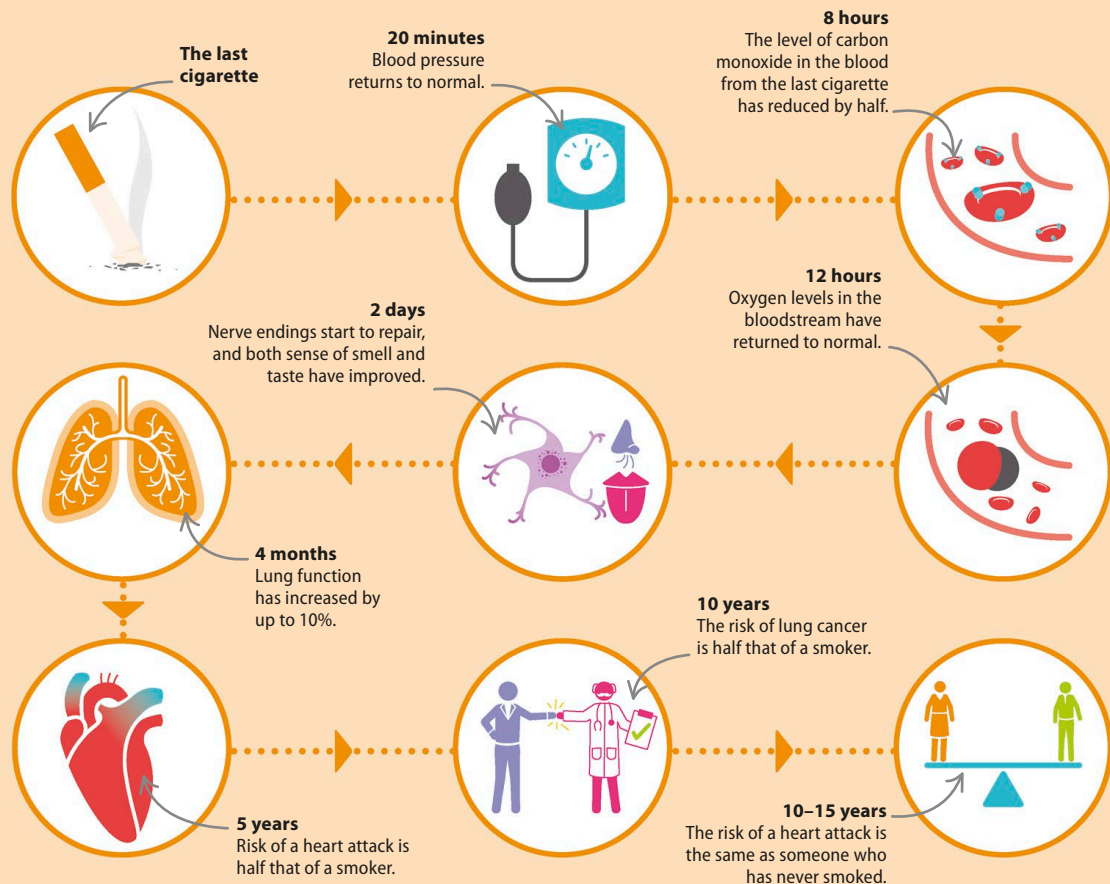 The last
cigarette
20 minutes
Blood pressure
returns to normal.
8 hours
The level of carbon
monoxide in the blood
from the last cigarette
has reduced by half.
12 hours
Oxygen levels in the
bloodstream have
returned to normal.
2 days
Nerve endings start to repair,
and both sense of smell and
taste have improved.
4 months
Lung function
has increased by
up to 10%.
5 years
Risk of a heart attack is
half that of a smoker.
10 years
The risk of lung cancer
is half that of a smoker.
10–15 years
The risk of a heart attack is
the same as someone who
has never smoked.